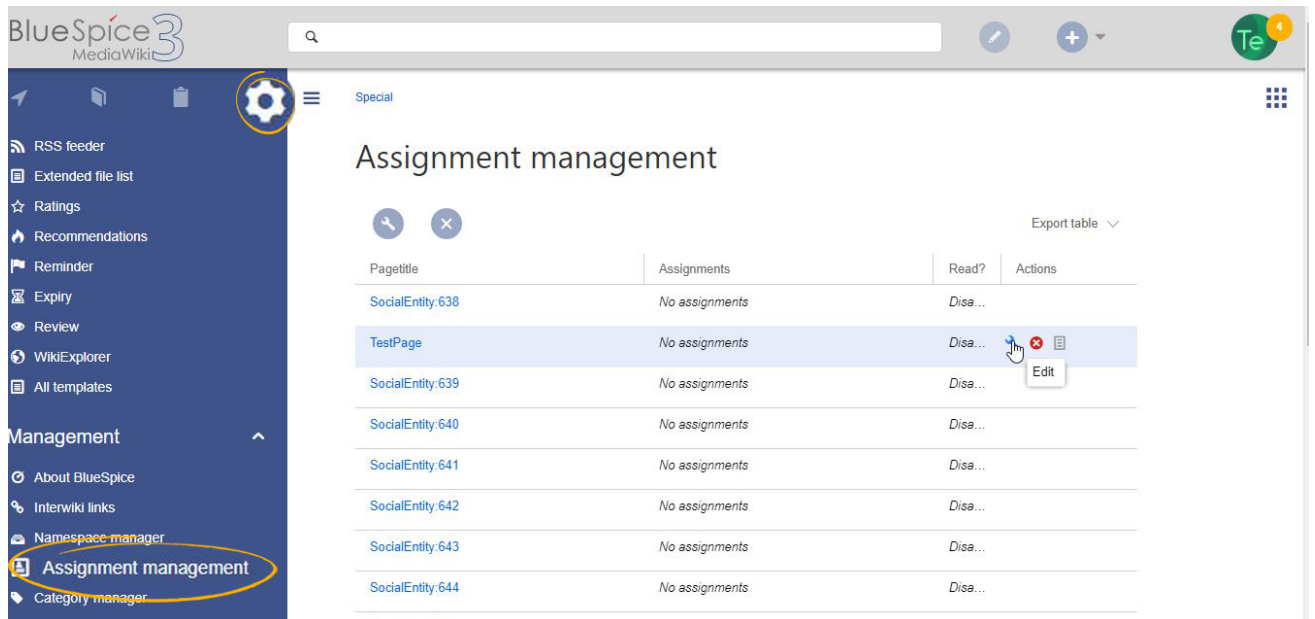 BlueSpice 3
MediaWiki
4
Te
Special
RSS feeder
Extended file list
Ratings
Recommendations
Reminder
Expiry
Review
WikiExplorer
All templates
Management
About BlueSpice
Interwiki links
Namespace manager
Assignment management
Category manager
Assignment management
Export table
Pagetitle Assignments Read? Actions
SocialEntity:638 No assignments Disa...
TestPage No assignments Disa...
Edit
SocialEntity:639 No assignments Disa...
SocialEntity:640 No assignments Disa...
SocialEntity:641 No assignments Disa...
SocialEntity:642 No assignments Disa...
SocialEntity:643 No assignments Disa...
SocialEntity:644 No assignments Disa...